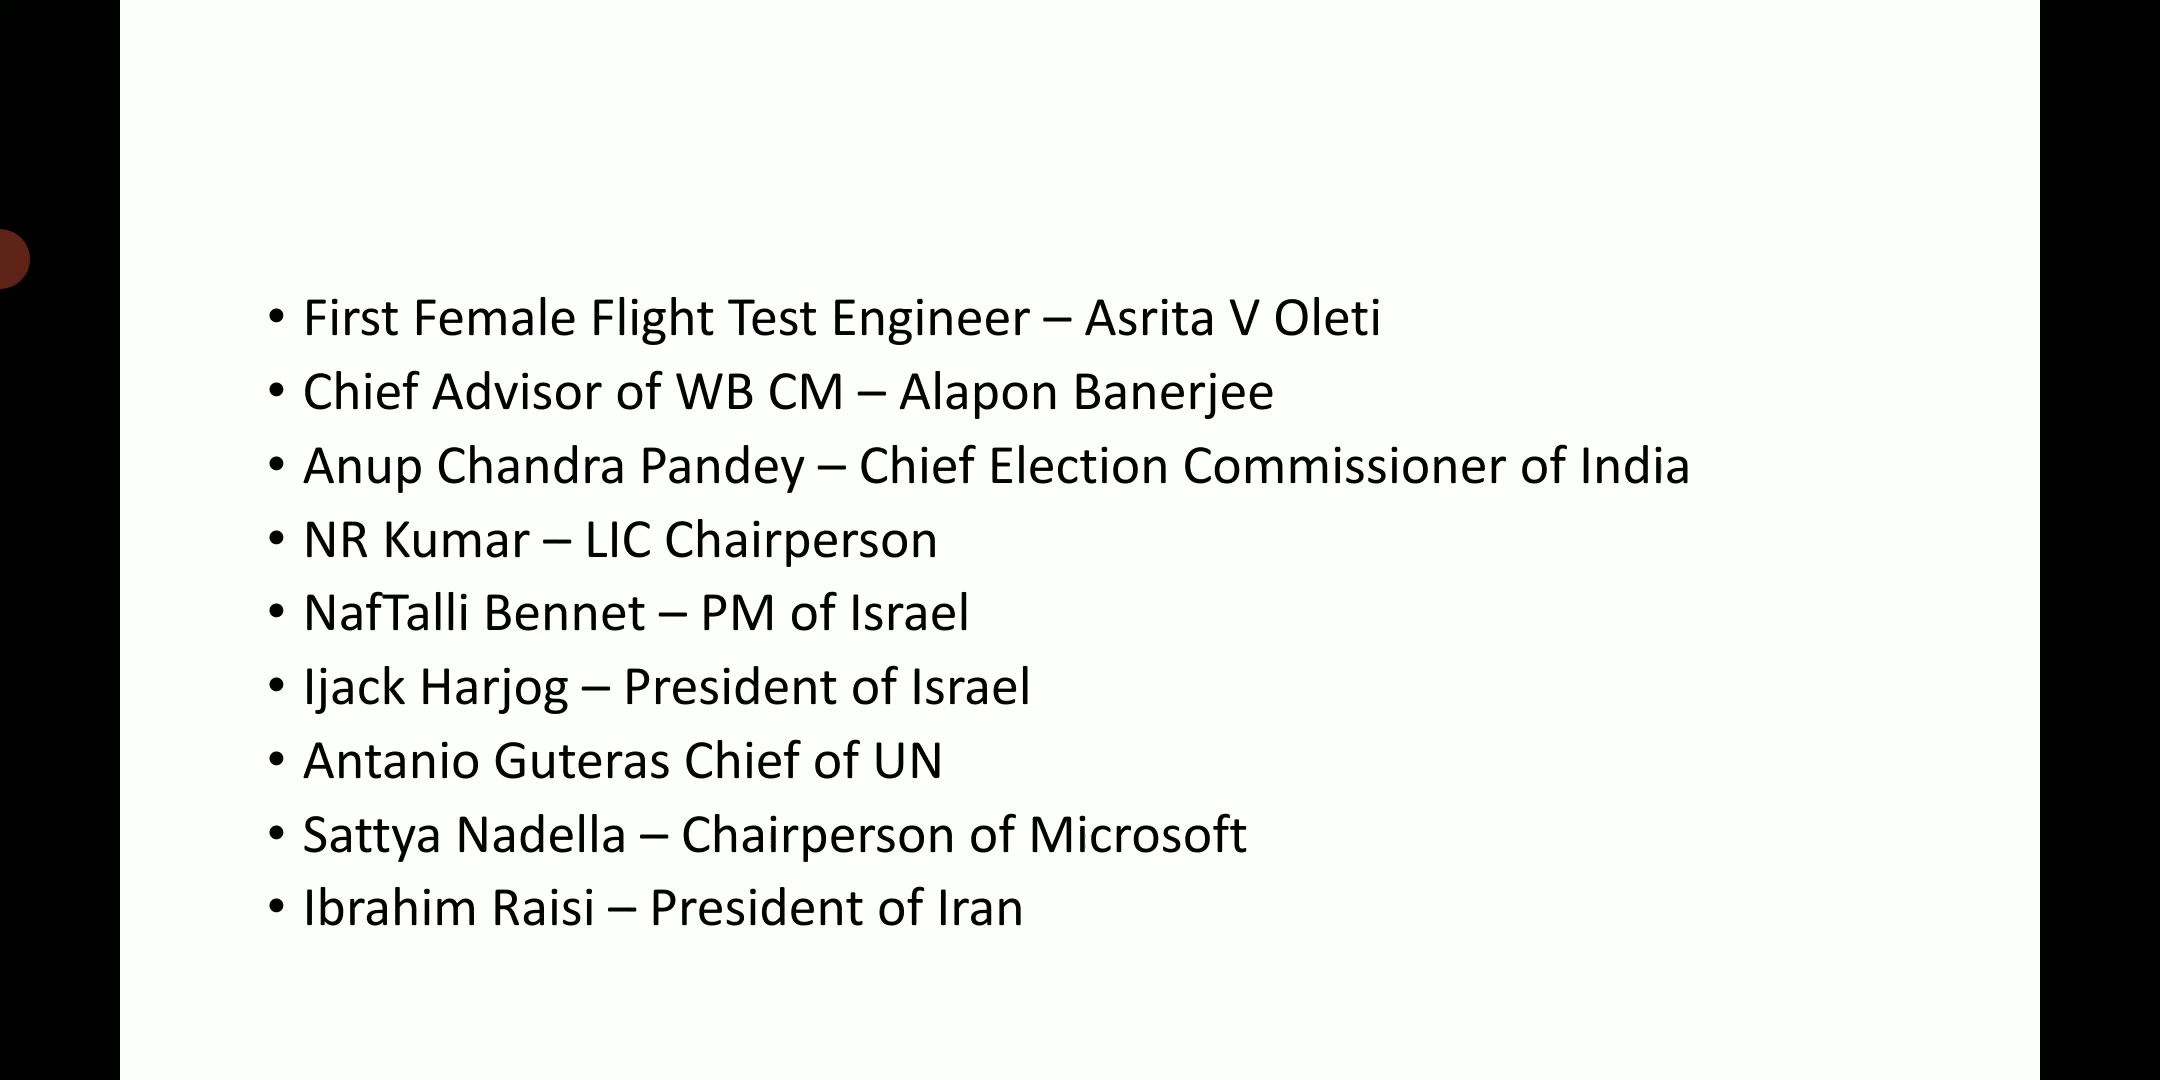 • First Female Flight Test Engineer – Asrita V Oleti
• Chief Advisor of WB CM – Alapon Banerjee
• Anup Chandra Pandey – Chief Election Commissioner of India
• NR Kumar – LIC Chairperson
• NafTalli Bennet – PM of Israel
• Ijack Harjog – President of Israel
• Antanio Guteras Chief of UN
• Sattya Nadella – Chairperson of Microsoft
• Ibrahim Raisi – President of Iran